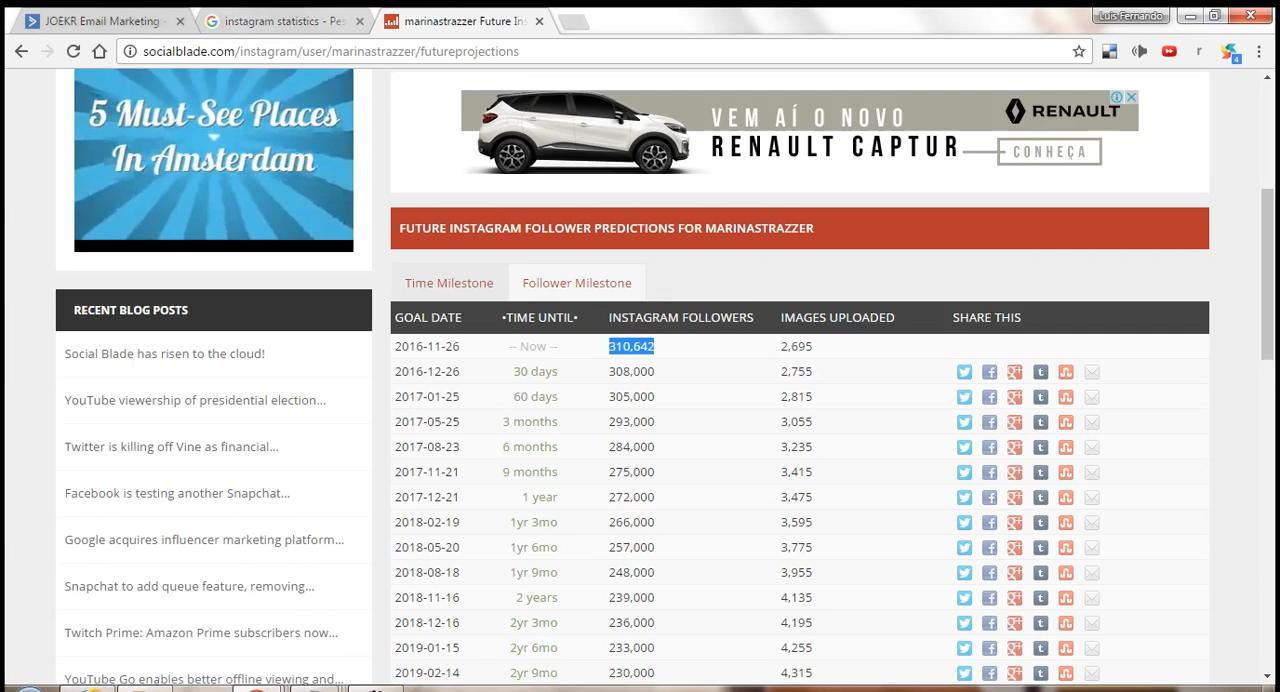 JOEKR Email Marketing -
instagram statistics - Pes
marinastrazzer Future Ins
Luis Fernando
socialblade.com/instagram/user/marinastrazzer/futureprojections
r
4
5 Must-See Places
In Amsterdam
VEM AÍ O NOVO
RENAULT CAPTUR
RENAULT
CONHEÇA
FUTURE INSTAGRAM FOLLOWER PREDICTIONS FOR MARINASTRAZZER
Time Milestone
Follower Milestone
RECENT BLOG POSTS
Social Blade has risen to the cloud!
YouTube viewership of presidential election...
Twitter is killing off Vine as financial...
Facebook is testing another Snapchat...
Google acquires influencer marketing platform...
Snapchat to add queue feature, removing...
Twitch Prime: Amazon Prime subscribers now...
YouTube Go enables better offline viewing and...
GOAL DATE •TIME UNTIL• INSTAGRAM FOLLOWERS IMAGES UPLOADED SHARE THIS
2016-11-26 -- Now -- 310,642 2,695
2016-12-26 30 days 308,000 2,755
2017-01-25 60 days 305,000 2,815
2017-05-25 3 months 293,000 3,055
2017-08-23 6 months 284,000 3,235
2017-11-21 9 months 275,000 3,415
2017-12-21 1 year 272,000 3,475
2018-02-19 1yr 3mo 266,000 3,595
2018-05-20 1yr 6mo 257,000 3,775
2018-08-18 1yr 9mo 248,000 3,955
2018-11-16 2 years 239,000 4,135
2018-12-16 2yr 3mo 236,000 4,195
2019-01-15 2yr 6mo 233,000 4,255
2019-02-14 2yr 9mo 230,000 4,315